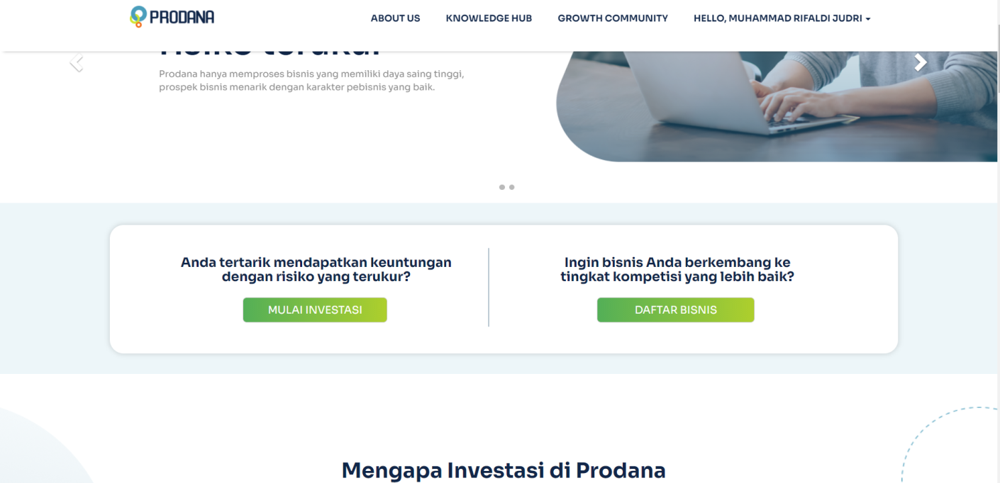 PRODANA
ABOUT US
KNOWLEDGE HUB
GROWTH COMMUNITY
HELLO, MUHAMMAD RIFALDI JUDRI
risiko terukur
Prodana hanya memproses bisnis yang memiliki daya saing tinggi,
prospek bisnis menarik dengan karakter pebisnis yang baik.
Anda tertarik mendapatkan keuntungan
dengan risiko yang terukur?
MULAI INVESTASI
Ingin bisnis Anda berkembang ke
tingkat kompetisi yang lebih baik?
DAFTAR BISNIS
Mengapa Investasi di Prodana